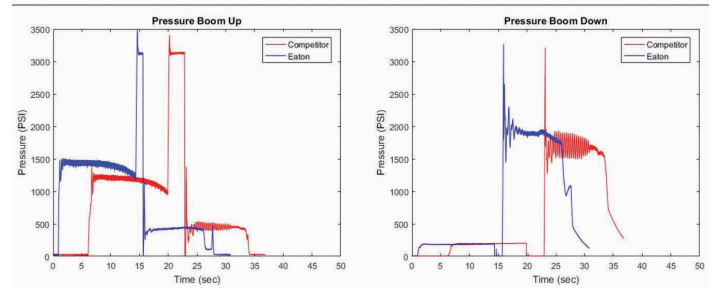 Pressure Boom Up
3500
3000
2500
2000
1500
1000
500
0
Pressure (PSI)
0 5 10 15 20 25 30 35 40 45 50
Time (sec)
Competitor
Eaton
Pressure Boom Down
3500
3000
2500
2000
1500
1000
500
0
Pressure (PSI)
0 5 10 15 20 25 30 35 40 45 50
Time (sec)
Competitor
Eaton